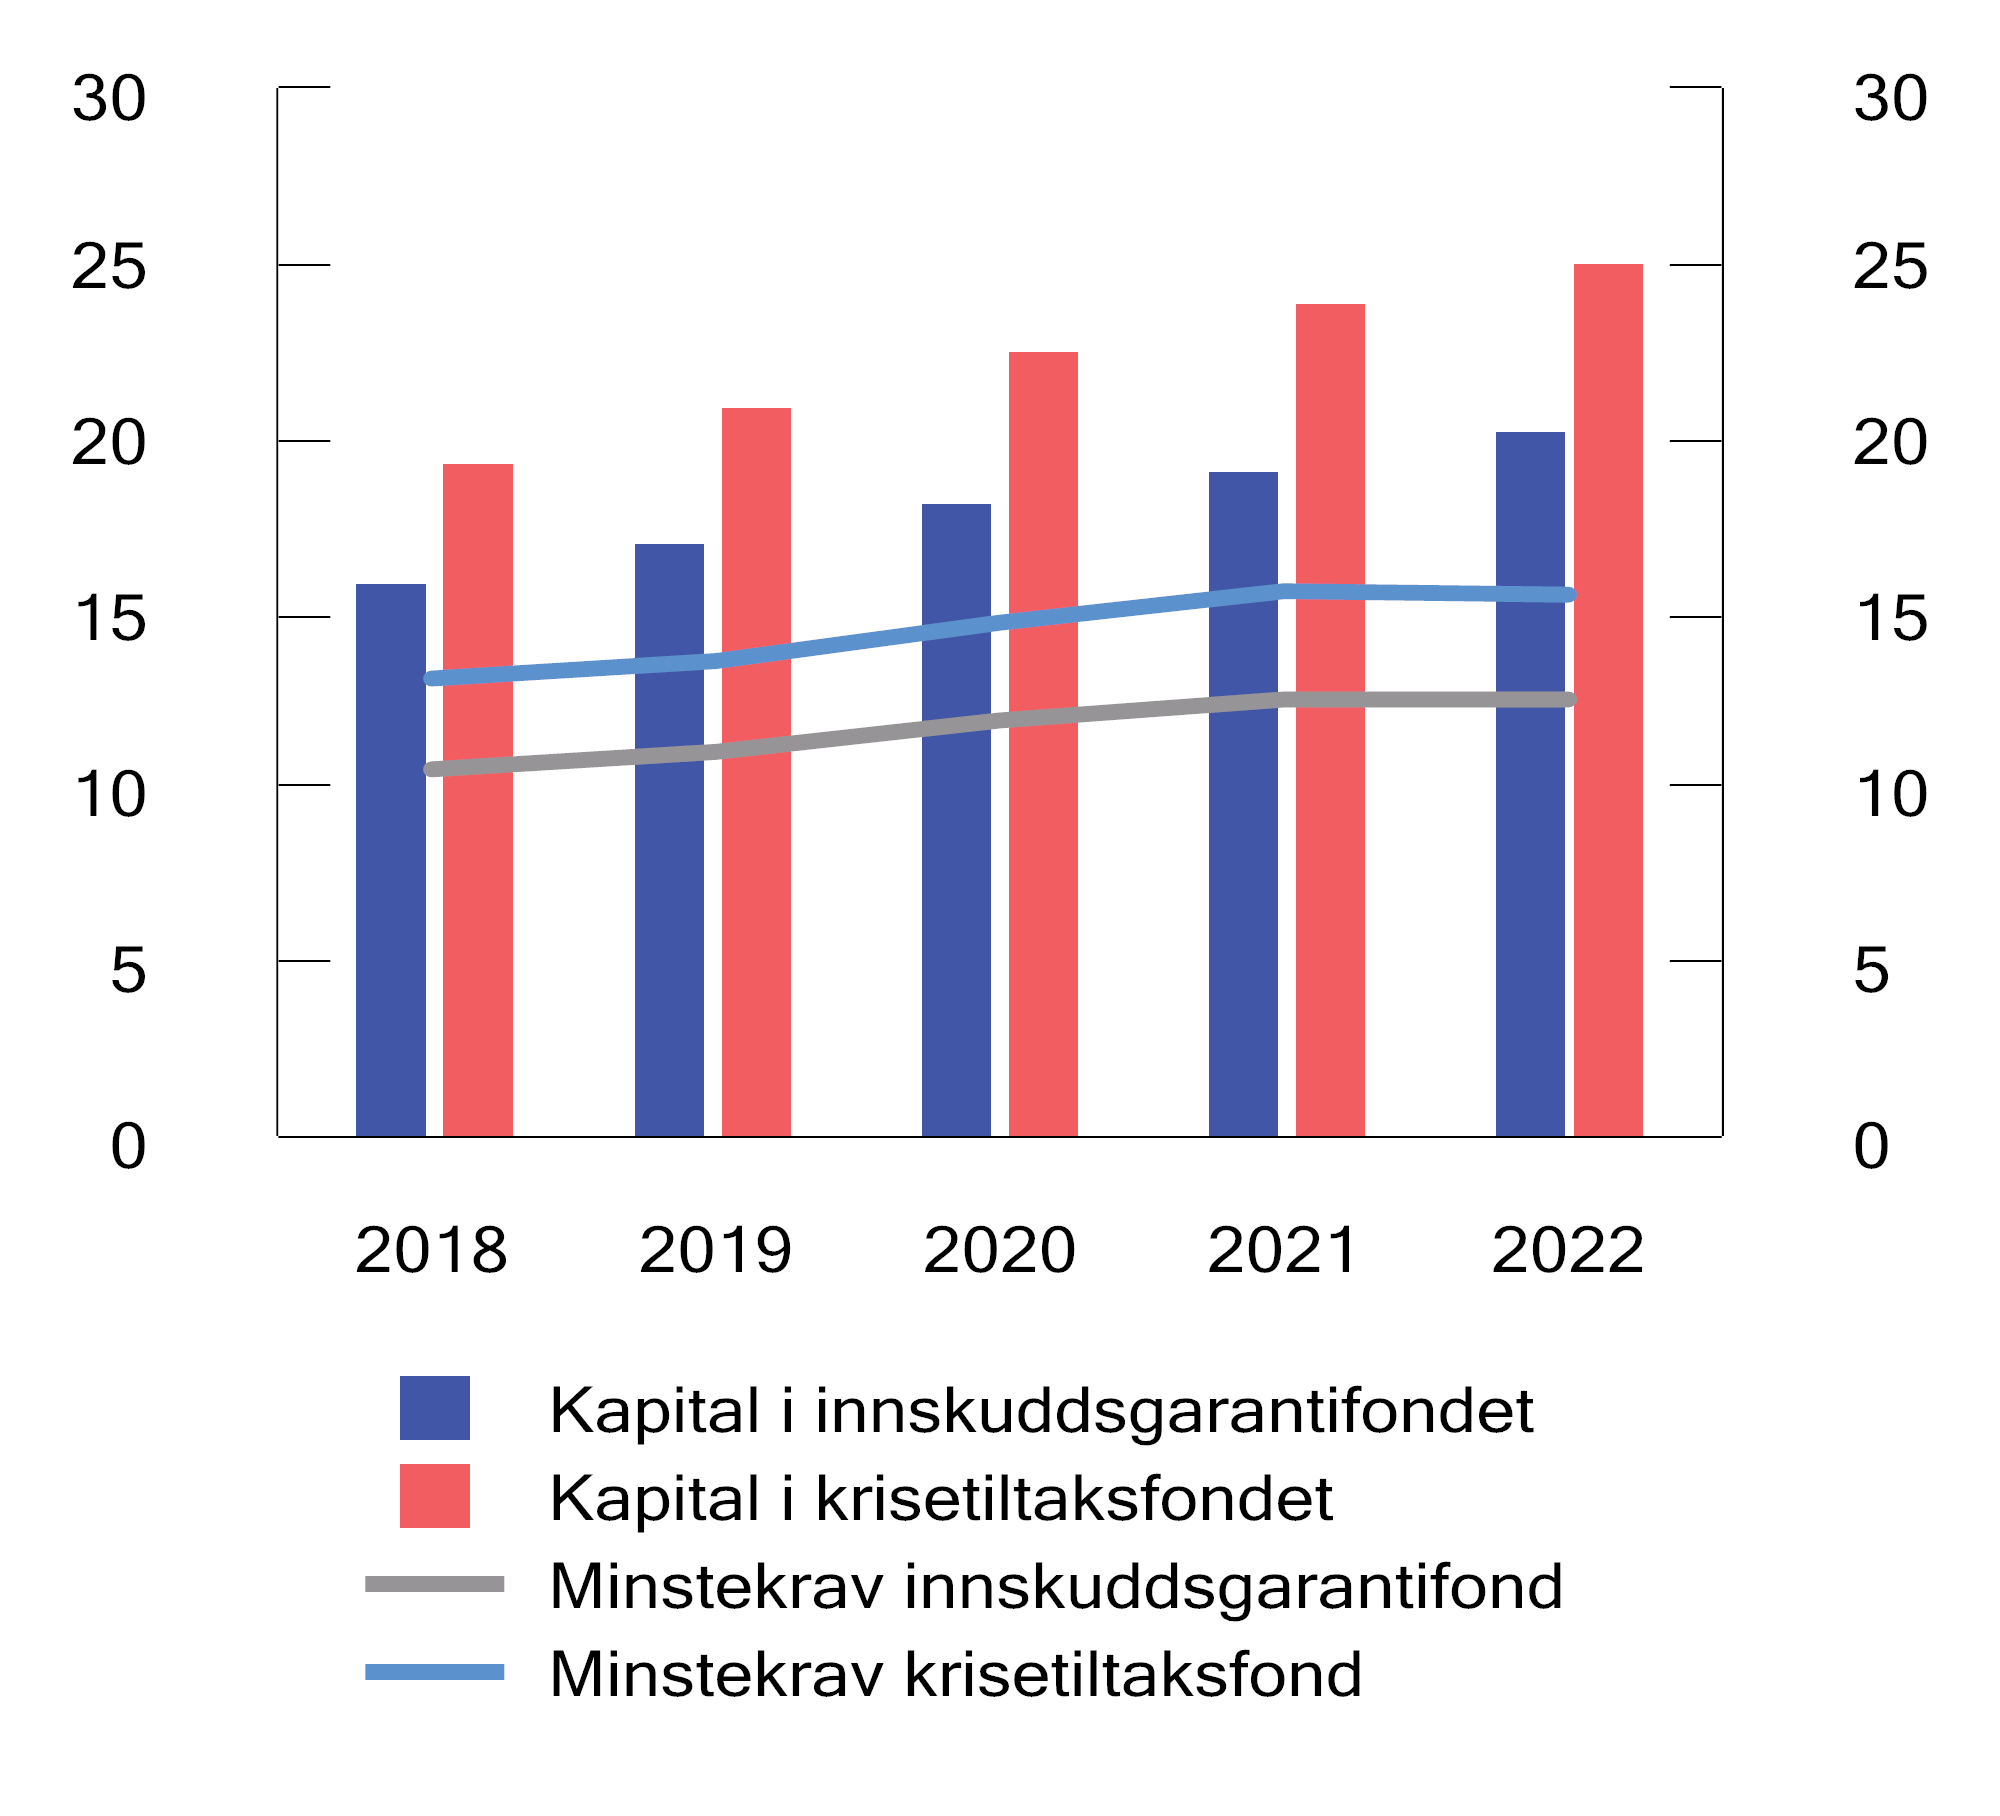 30 30
25 25
20 20
15 15
10 10
5 5
0 0
2018 2019 2020 2021 2022
Kapital i innskuddsgarantifondet
Kapital i krisetiltaksfondet
Minstekrav innskuddsgarantifond
Minstekrav krisetiltaksfond